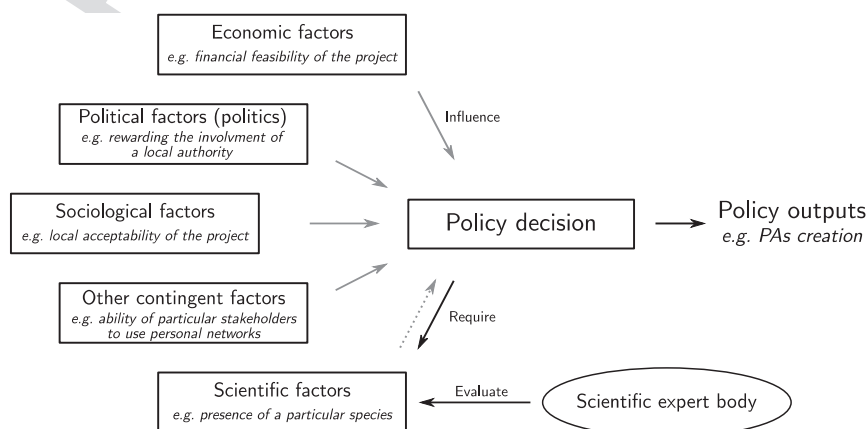 Economic factors
e.g. financial feasibility of the project
Influence
Political factors (politics)
e.g. rewarding the involvment of
a local authority
Sociological factors
e.g. local acceptability of the project
Policy decision
Policy outputs
e.g. PAs creation
Other contingent factors
e.g. ability of particular stakeholders
to use personal networks
Require
Scientific factors
e.g. presence of a particular species
Evaluate
Scientific expert body